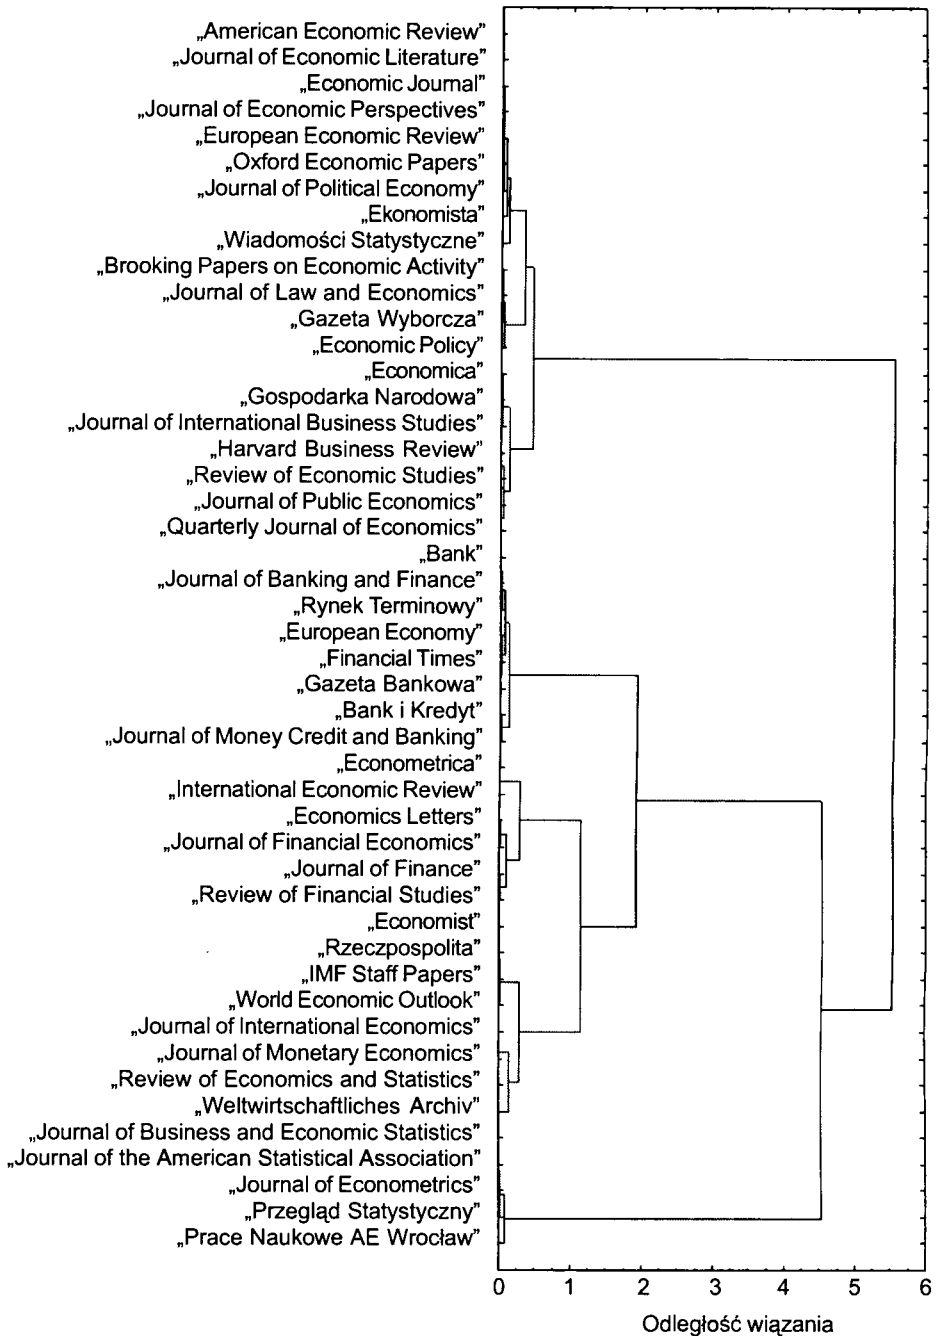 „American Economic Review”
„Journal of Economic Literature”
„Economic Journal”
„Journal of Economic Perspectives”
„European Economic Review”
„Oxford Economic Papers”
„Journal of Political Economy”
„Ekonomista”
„Wiadomości Statystyczne”
„Brooking Papers on Economic Activity”
„Journal of Law and Economics”
„Gazeta Wyborcza”
„Economic Policy”
„Economica”
„Gospodarka Narodowa”
„Journal of International Business Studies”
„Harvard Business Review”
„Review of Economic Studies”
„Journal of Public Economics”
„Quarterly Journal of Economics”
„Bank”
„Journal of Banking and Finance”
„Rynek Terminowy”
„European Economy”
„Financial Times”
„Gazeta Bankowa”
„Bank i Kredyt”
„Journal of Money Credit and Banking”
„Econometrica”
„International Economic Review”
„Economics Letters”
„Journal of Financial Economics”
„Journal of Finance”
„Review of Financial Studies”
„Economist”
„Rzeczpospolita”
„IMF Staff Papers”
„World Economic Outlook”
„Journal of International Economics”
„Journal of Monetary Economics”
„Review of Economics and Statistics”
„Weltwirtschaftliches Archiv”
„Journal of Business and Economic Statistics”
„Journal of the American Statistical Association”
„Journal of Econometrics”
„Przegląd Statystyczny”
„Prace Naukowe AE Wrocław”
0 1 2 3 4 5 6
Odległość wiązania